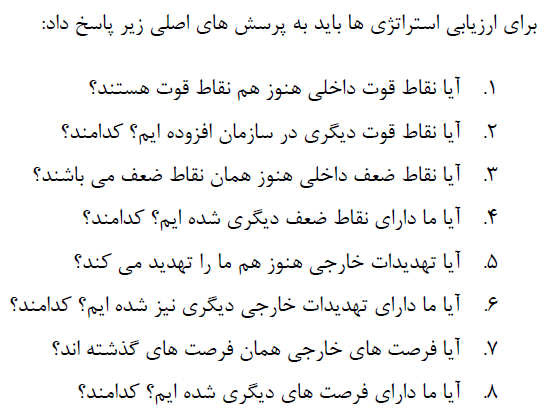 برای ارزیابی استراتژی ها باید به پرسش های اصلی زیر پاسخ داد:
۱. آیا نقاط قوت داخلی هنوز هم نقاط قوت هستند؟
۲. آیا نقاط قوت دیگری در سازمان افزوده ایم؟ کدامند؟
۳. آیا نقاط ضعف داخلی هنوز همان نقاط ضعف می باشند؟
۴. آیا ما دارای نقاط ضعف دیگری شده ایم؟ کدامند؟
۵. آیا تهدیدات خارجی هنوز هم ما را تهدید می کند؟
۶. آیا ما دارای تهدیدات خارجی دیگری نیز شده ایم؟ کدامند؟
۷. آیا فرصت های خارجی همان فرصت های گذشته اند؟
۸. آیا ما دارای فرصت های دیگری شده ایم؟ کدامند؟